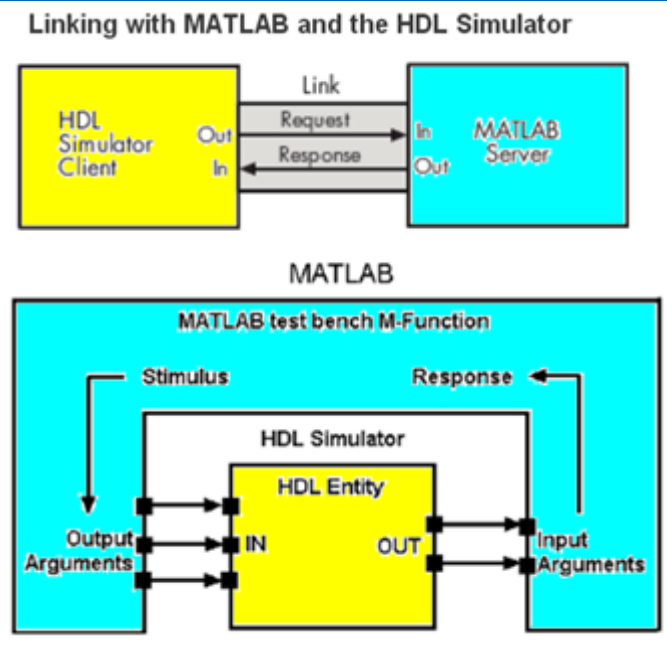 Linking with MATLAB and the HDL Simulator
Link
HDL
Simulator
Client
Out
In
Request
Response
In
Out
MATLAB
Server
MATLAB
MATLAB test bench M-Function
Stimulus
Response
HDL Simulator
HDL Entity
Output
Arguments
IN
OUT
Input
Arguments